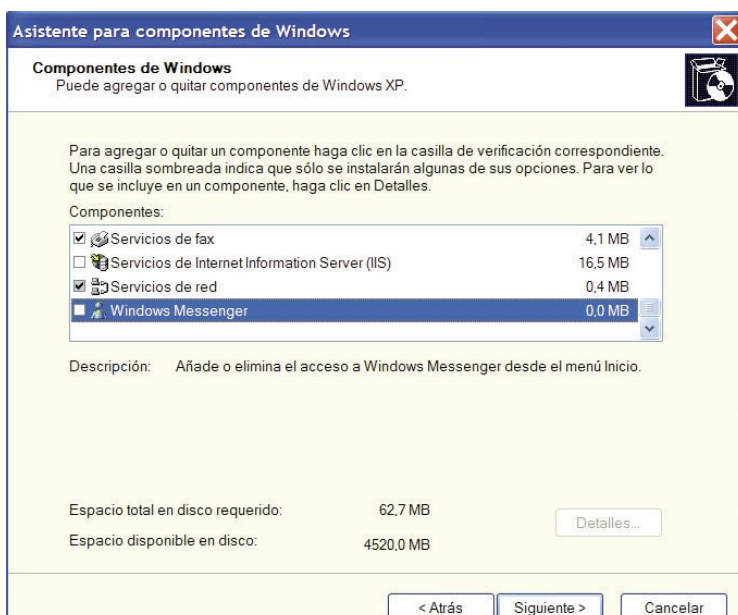 Asistente para componentes de Windows
Componentes de Windows
Puede agregar o quitar componentes de Windows XP.
Para agregar o quitar un componente haga clic en la casilla de verificación correspondiente.
Una casilla sombreada indica que sólo se instalarán algunas de sus opciones. Para ver lo
que se incluye en un componente, haga clic en Detalles.
Componentes:
Servicios de fax 4,1 MB
Servicios de Internet Information Server (IIS) 16,5 MB
Servicios de red 0,4 MB
Windows Messenger 0,0 MB
Descripción: Añade o elimina el acceso a Windows Messenger desde el menú Inicio.
Espacio total en disco requerido: 62,7 MB
Detalles...
Espacio disponible en disco: 4520,0 MB
< Atrás Siguiente > Cancelar